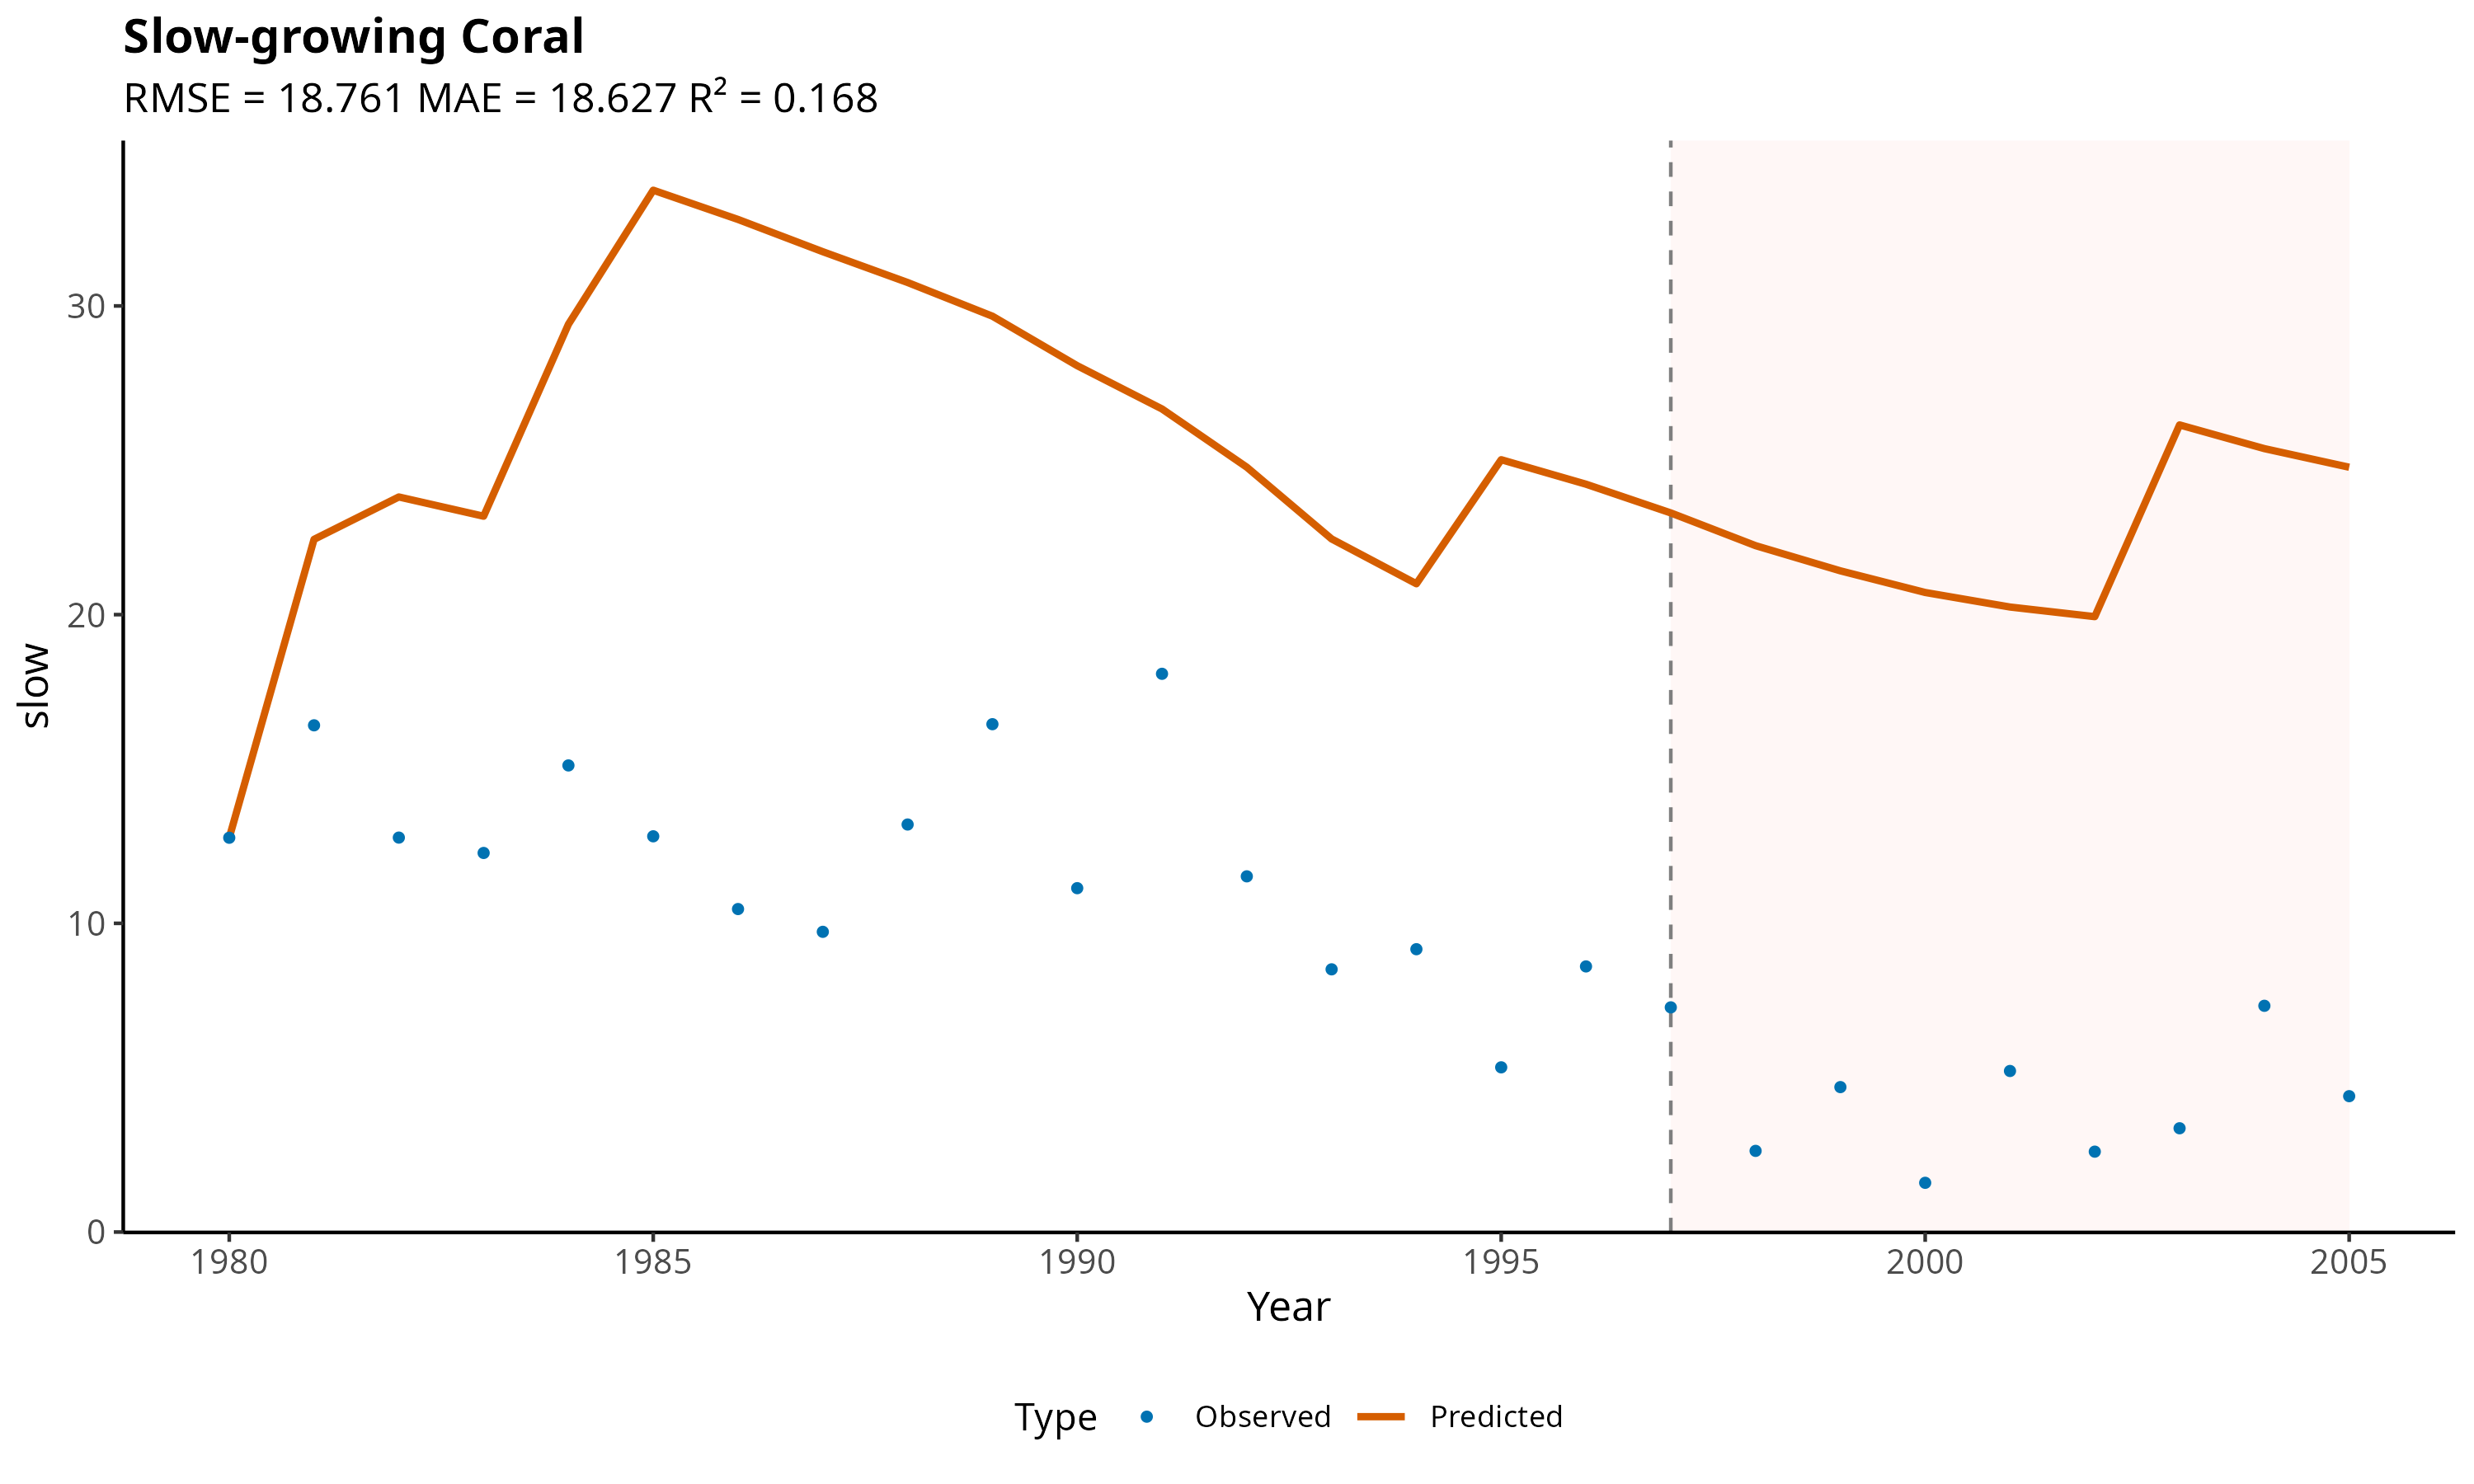 Slow-growing Coral
RMSE = 18.761 MAE = 18.627 R² = 0.168
slow
30
20
10
0
1980 1985 1990 1995 2000 2005
Year
Type Observed Predicted